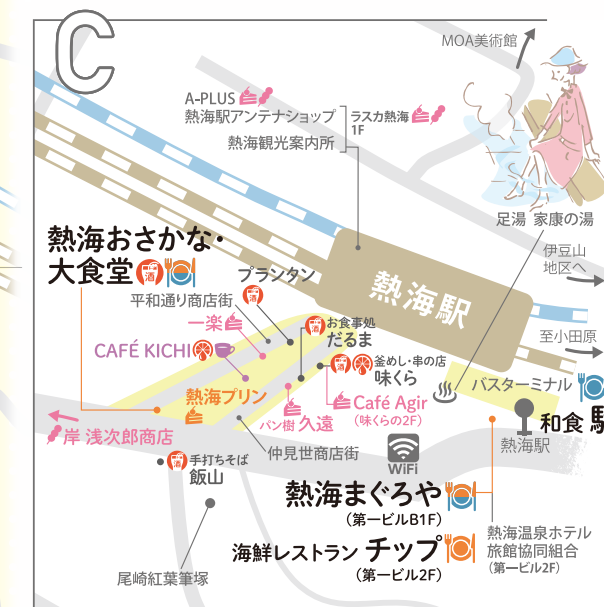 C
MOA美術館
A-PLUS
熱海駅アンテナショップ
ラスカ熱海
1F
熱海観光案内所
足湯 家康の湯
伊豆山
地区へ
熱海おさかな・
大食堂
酒
プランタン
酒
平和通り商店街
熱海駅
一楽
酒
お食事処
だるま
至小田原
CAFÉ KICHI
酒
釜めし・串の店
味くら
バスターミナル
熱海プリン
Café Agir
(味くらの2F)
パン樹 久遠
和食
熱海駅
岸 浅次郎商店
仲見世商店街
WiFi
酒
手打ちそば
飯山
熱海まぐろや
(第一ビルB1F)
熱海温泉ホテル
旅館協同組合
(第一ビル2F)
海鮮レストラン チップ
(第一ビル2F)
尾崎紅葉筆塚